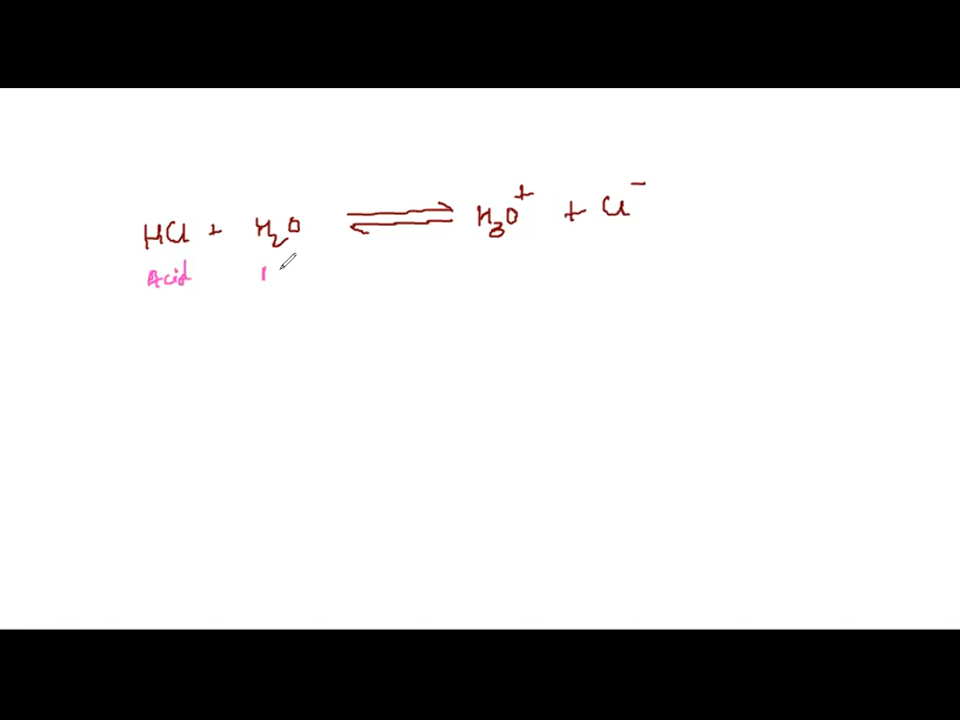 HCl + H₂O ⇌ H₃O⁺ + Cl⁻
Acid